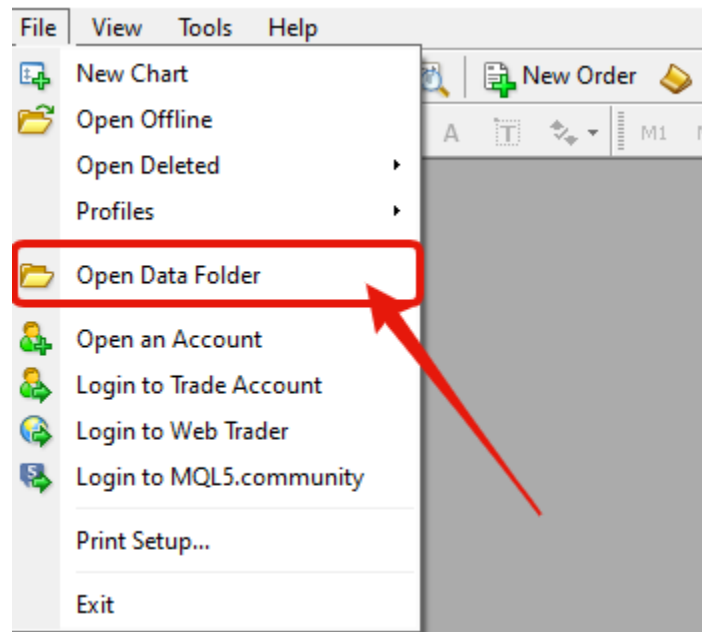 File View Tools Help
New Chart
New Order
Open Offline
A T M1
Open Deleted
Profiles
Open Data Folder
Open an Account
Login to Trade Account
Login to Web Trader
Login to MQL5.community
Print Setup...
Exit